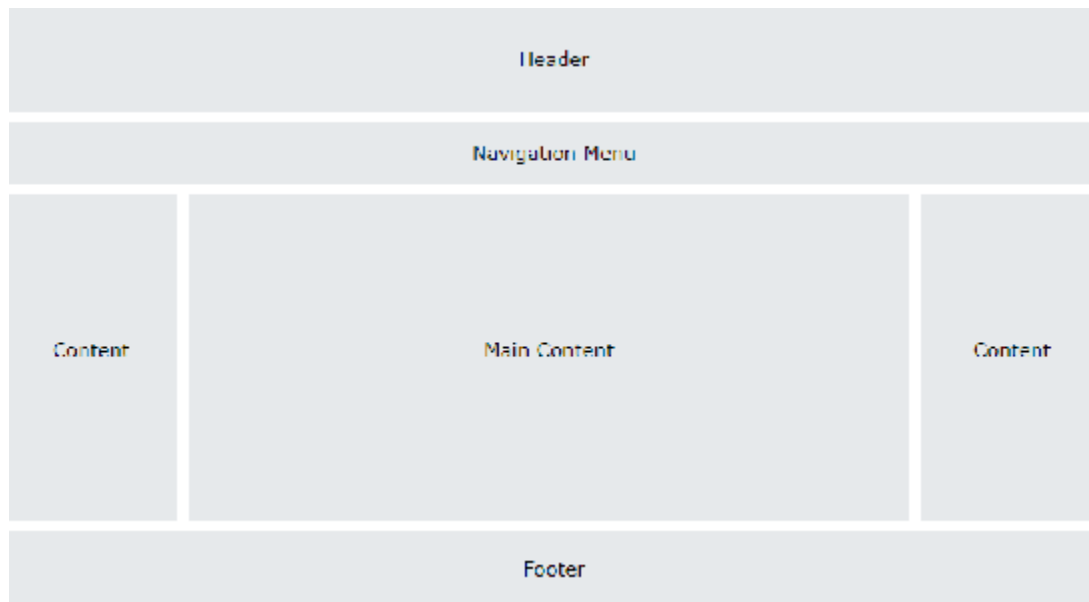 Header
Navigation Menu
Content
Main Content
Content
Footer